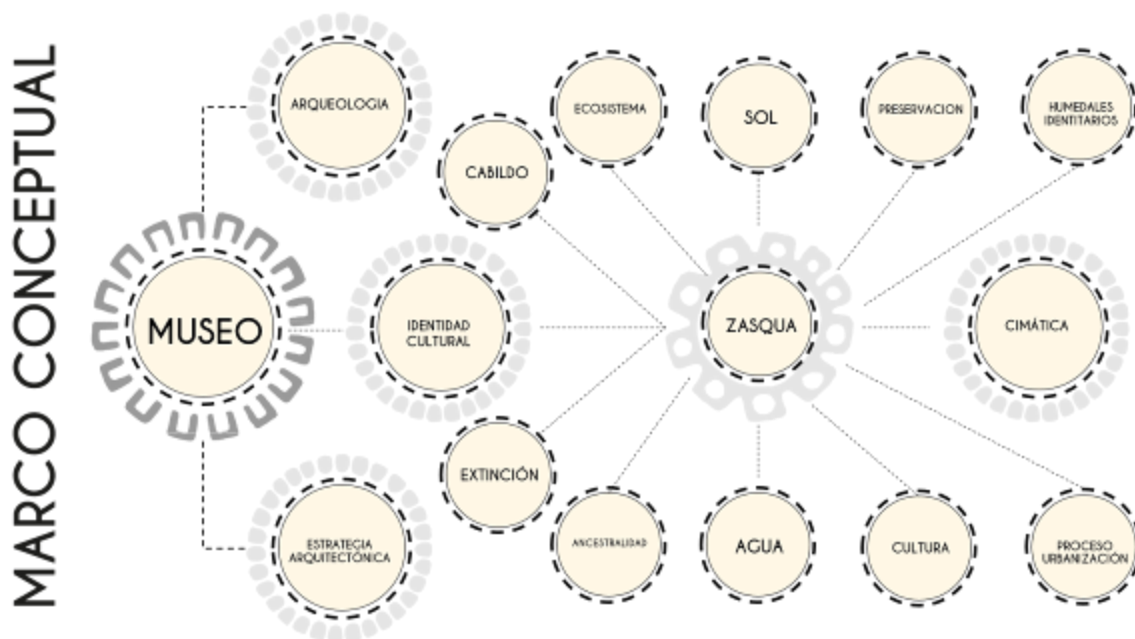 MARCO CONCEPTUAL
ARQUEOLOGIA
ECOSISTEMA
SOL
PRESERVACION
HUMEDALES
IDENTITARIOS
CABILDO
MUSEO
IDENTIDAD
CULTURAL
ZASQUA
CIMÁTICA
EXTINCIÓN
ESTRATEGIA
ARQUITECTÓNICA
ANCESTRALIDAD
AGUA
CULTURA
PROCESO
URBANIZACIÓN